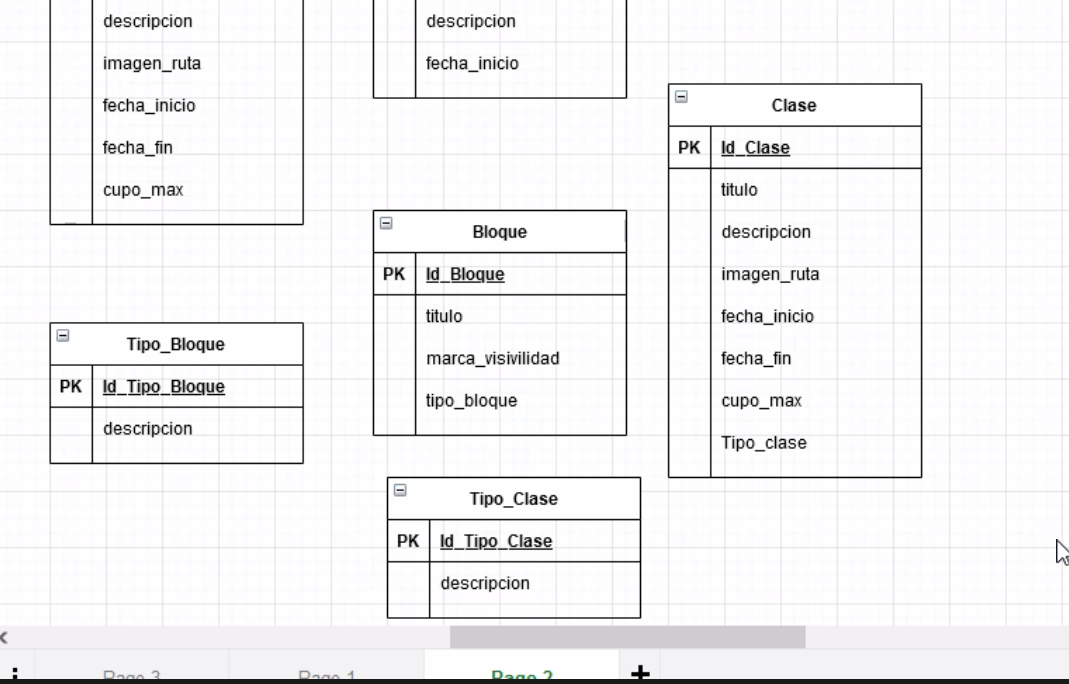 descripcion
imagen_ruta
fecha_inicio
fecha_fin
cupo_max
descripcion
fecha_inicio
Clase
PK Id_Clase
titulo
descripcion
imagen_ruta
fecha_inicio
fecha_fin
cupo_max
Tipo_clase
Bloque
PK Id_Bloque
titulo
marca_visivilidad
tipo_bloque
Tipo_Bloque
PK Id_Tipo_Bloque
descripcion
Tipo_Clase
PK Id_Tipo_Clase
descripcion
Page-3 Page-1 Page-2